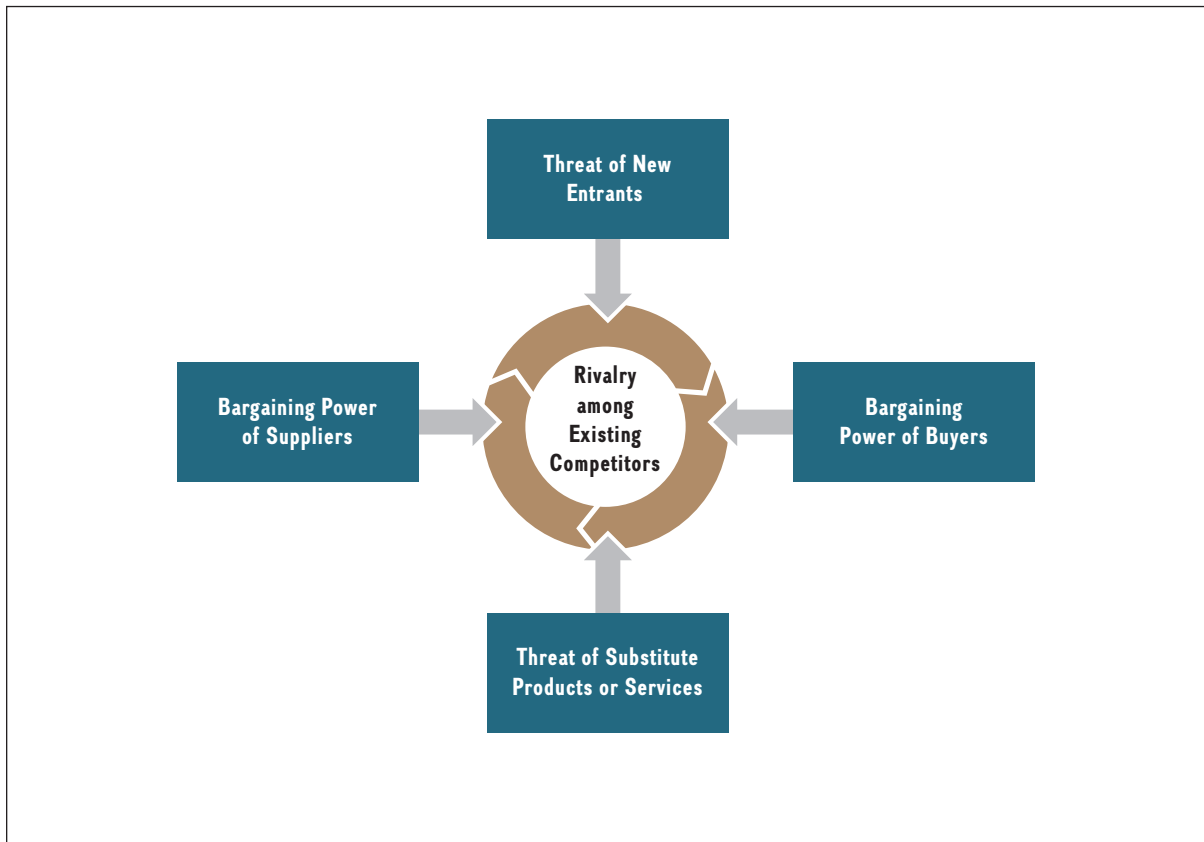 Threat of New
Entrants
Bargaining Power
of Suppliers
Rivalry
among
Existing
Competitors
Bargaining
Power of Buyers
Threat of Substitute
Products or Services